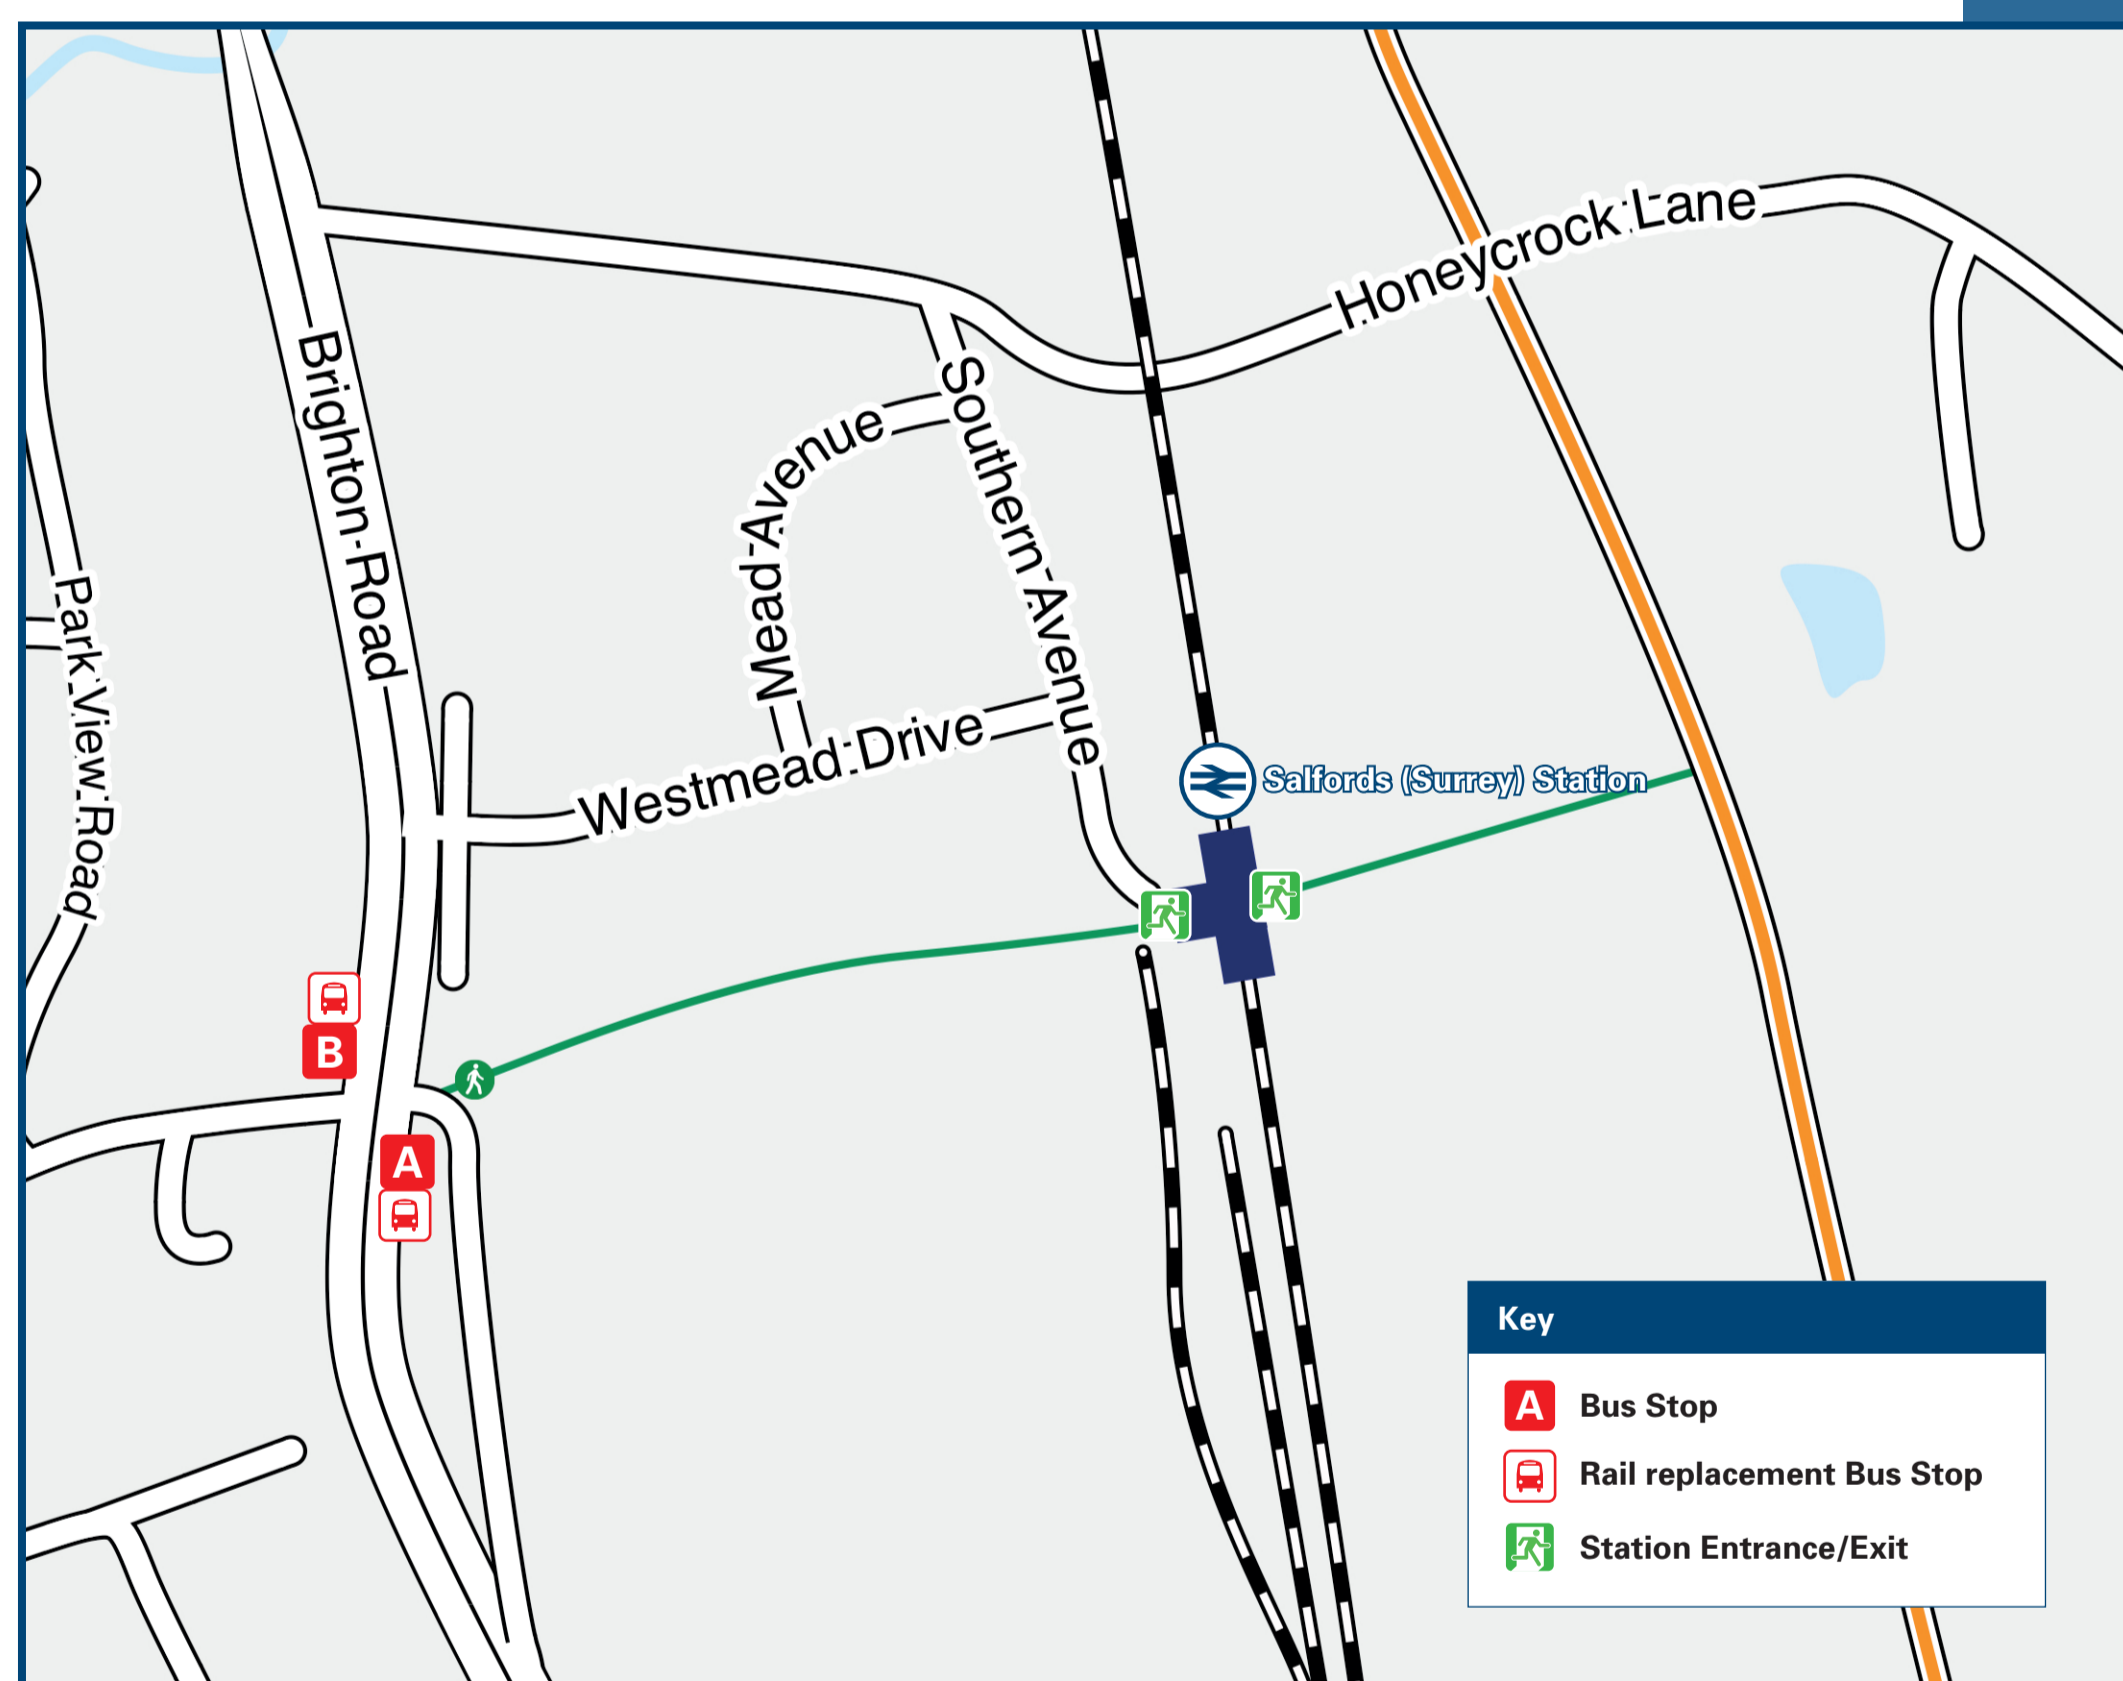 Honeycrock Lane
Brighton Road
Southern Avenue
Mead Avenue
Park View Road
Westmead Drive
Salfords (Surrey) Station
B
A
Key
A Bus Stop
Rail replacement Bus Stop
Station Entrance/Exit